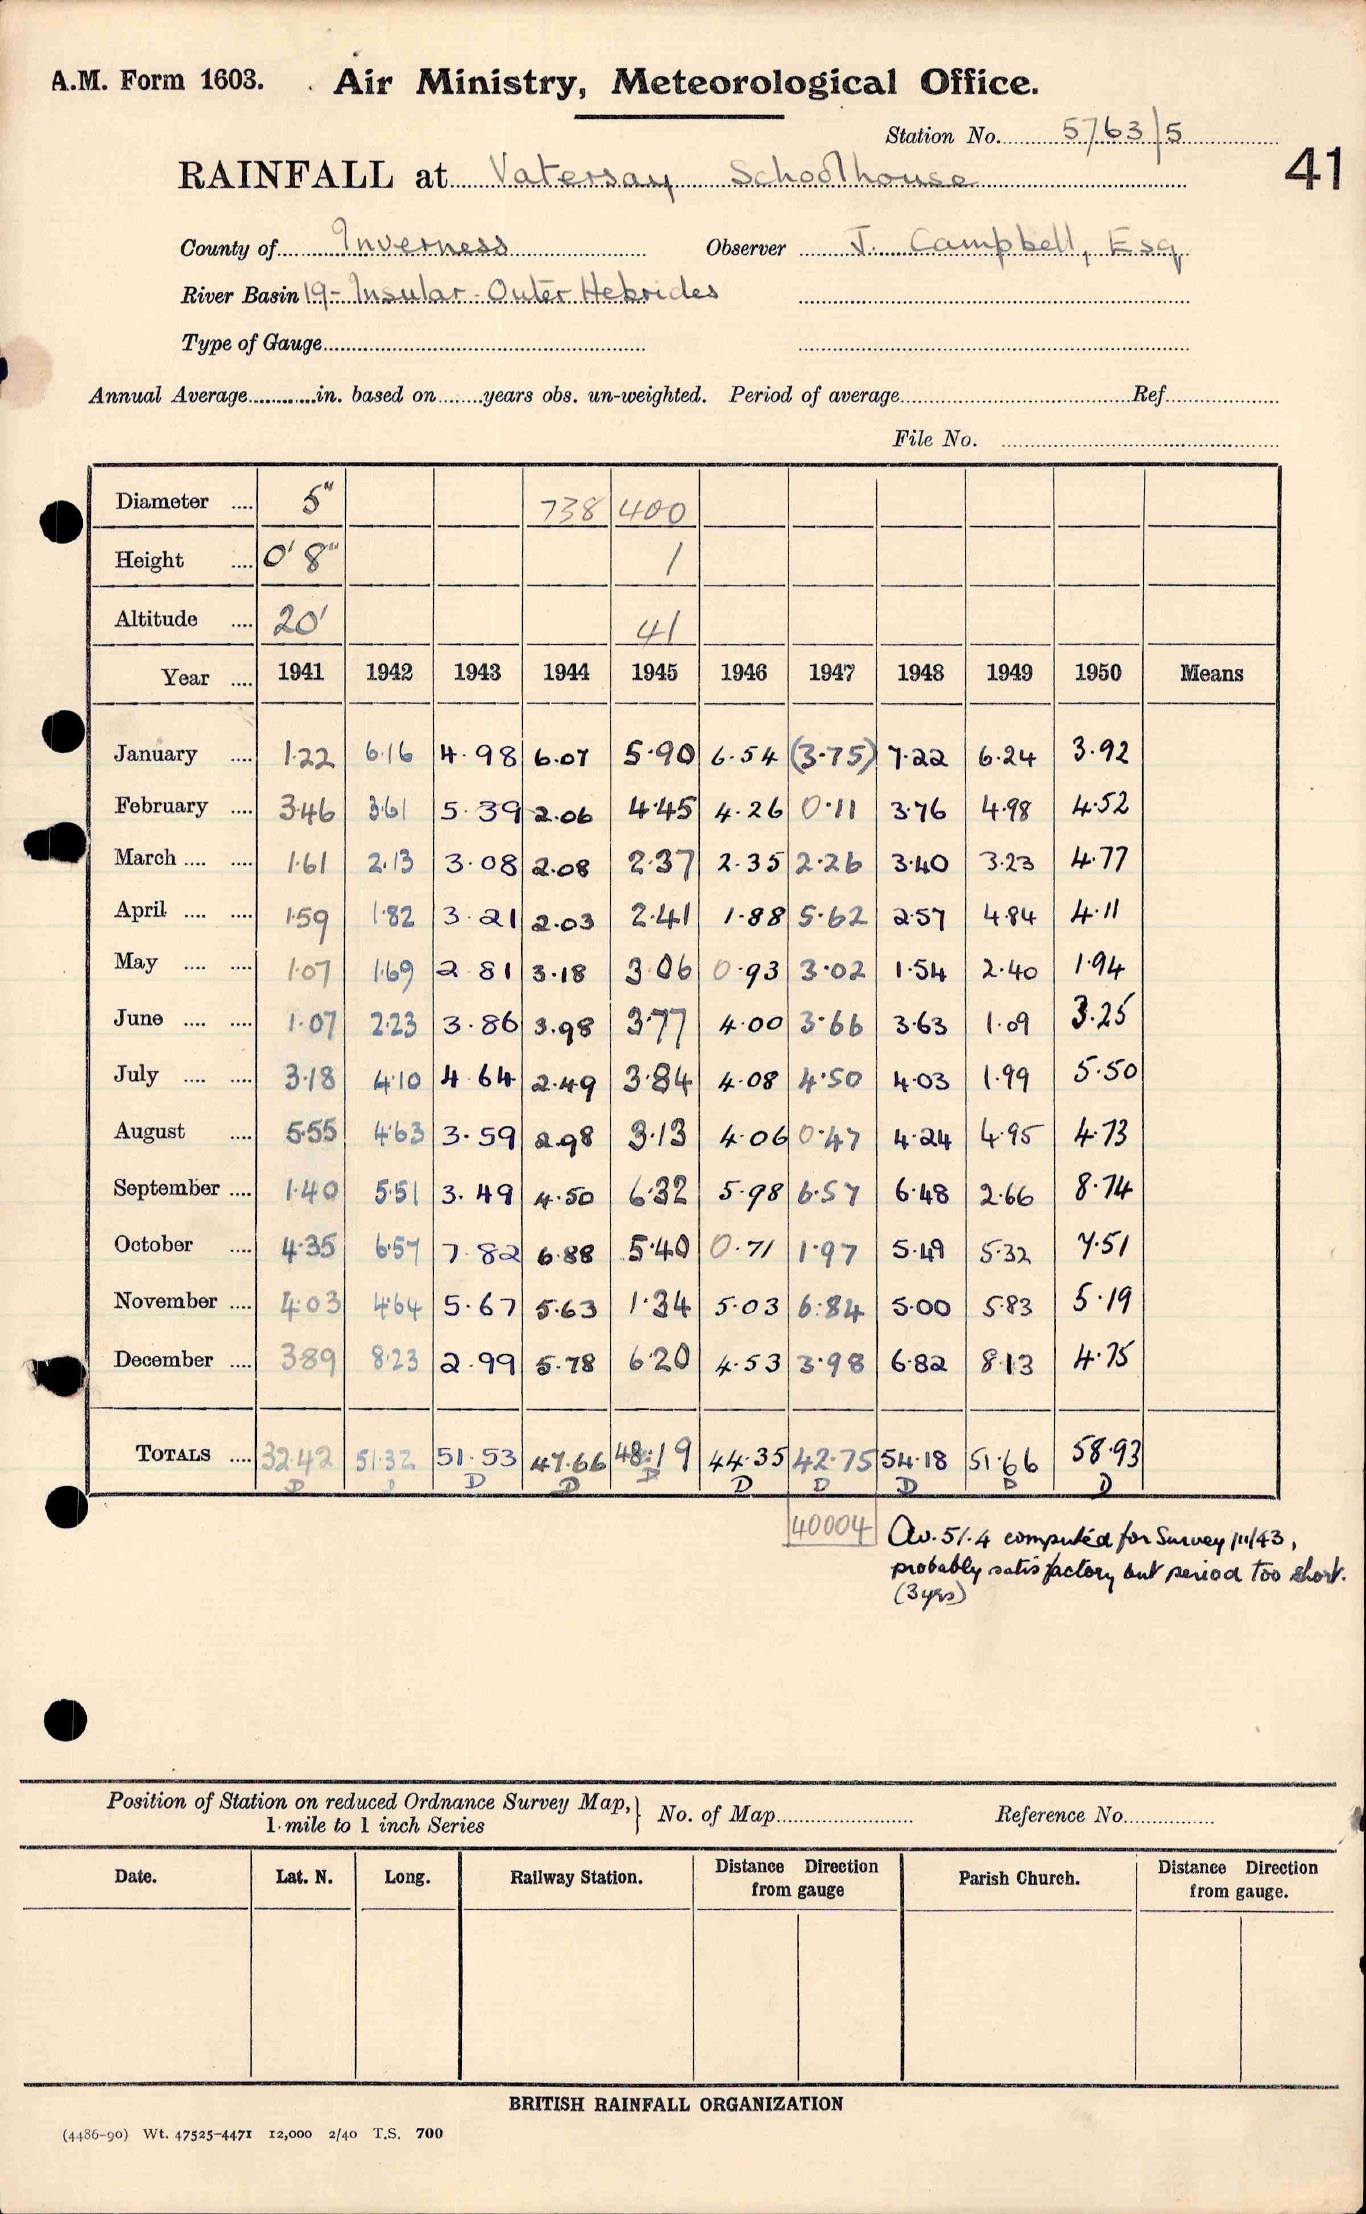 A.M. Form 1603. Air Ministry, Meteorological Office.
Station No. 5763/5
41
RAINFALL at Vatersay Schoolhouse
County of Inverness Observer J. Campbell, Esq
River Basin 19 - Insular - Outer Hebrides
Type of Gauge
Annual Average in. based on years obs. un-weighted. Period of average Ref
File No.
Diameter 5" 738 400
Height 0' 8" 1
Altitude 20' 41
Year 1941 1942 1943 1944 1945 1946 1947 1948 1949 1950 Means
January 1.22 6.16 4.98 6.07 5.90 6.54 (3.75) 7.22 6.24 3.92
February 3.46 3.61 5.39 2.06 4.45 4.26 0.11 3.76 4.98 4.52
March 1.61 2.13 3.08 2.08 2.37 2.35 2.26 3.40 3.23 4.77
April 1.59 1.82 3.21 2.03 2.41 1.88 5.62 2.57 4.84 4.11
May 1.07 1.69 2.81 3.18 3.06 0.93 3.02 1.54 2.40 1.94
June 1.07 2.23 3.86 3.98 3.77 4.00 3.66 3.63 1.09 3.25
July 3.18 4.10 4.64 2.49 3.84 4.08 4.50 4.03 1.99 5.50
August 5.55 4.63 3.59 2.98 3.13 4.06 0.47 4.24 4.95 4.73
September 1.40 5.51 3.49 4.50 6.32 5.98 6.57 6.48 2.66 8.74
October 4.35 6.57 7.82 6.88 5.40 0.71 1.97 5.49 5.32 7.51
November 4.03 4.64 5.67 5.63 1.34 5.03 6.84 5.00 5.83 5.19
December 3.89 8.23 2.99 5.78 6.20 4.53 3.98 6.82 8.13 4.75
TOTALS 32.42 51.32 51.53 47.66 48.19 44.35 42.75 54.18 51.66 58.93
D D D D D D D D D D
40004 Av. 51.4 computed for Survey 1/11/43,
probably satisfactory but period too short.
(3 yrs)
Position of Station on reduced Ordnance Survey Map,
1 mile to 1 inch Series
No. of Map Reference No.
Date. Lat. N. Long. Railway Station. Distance from gauge Direction Parish Church. Distance from gauge. Direction
BRITISH RAINFALL ORGANIZATION
(4486-90) Wt. 47525-4471 12,000 2/40 T.S. 700